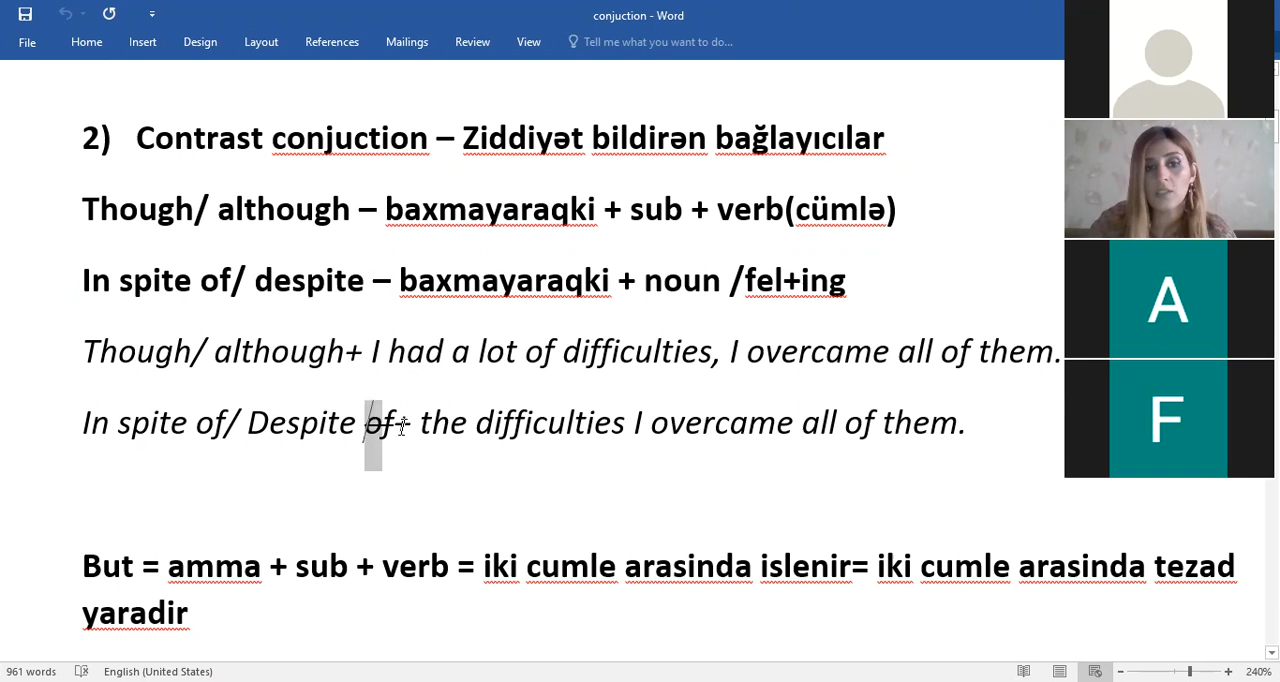 conjuction - Word
File Home Insert Design Layout References Mailings Review View Tell me what you want to do...
2) Contrast conjuction – Ziddiyət bildirən bağlayıcılar
Though/ although – baxmayaraqki + sub + verb(cümlə)
In spite of/ despite – baxmayaraqki + noun /fel+ing
Though/ although+ I had a lot of difficulties, I overcame all of them.
In spite of/ Despite of+ the difficulties I overcame all of them.
But = amma + sub + verb = iki cumle arasinda islenir= iki cumle arasinda tezad
yaradir
A
F
961 words English (United States) 240%